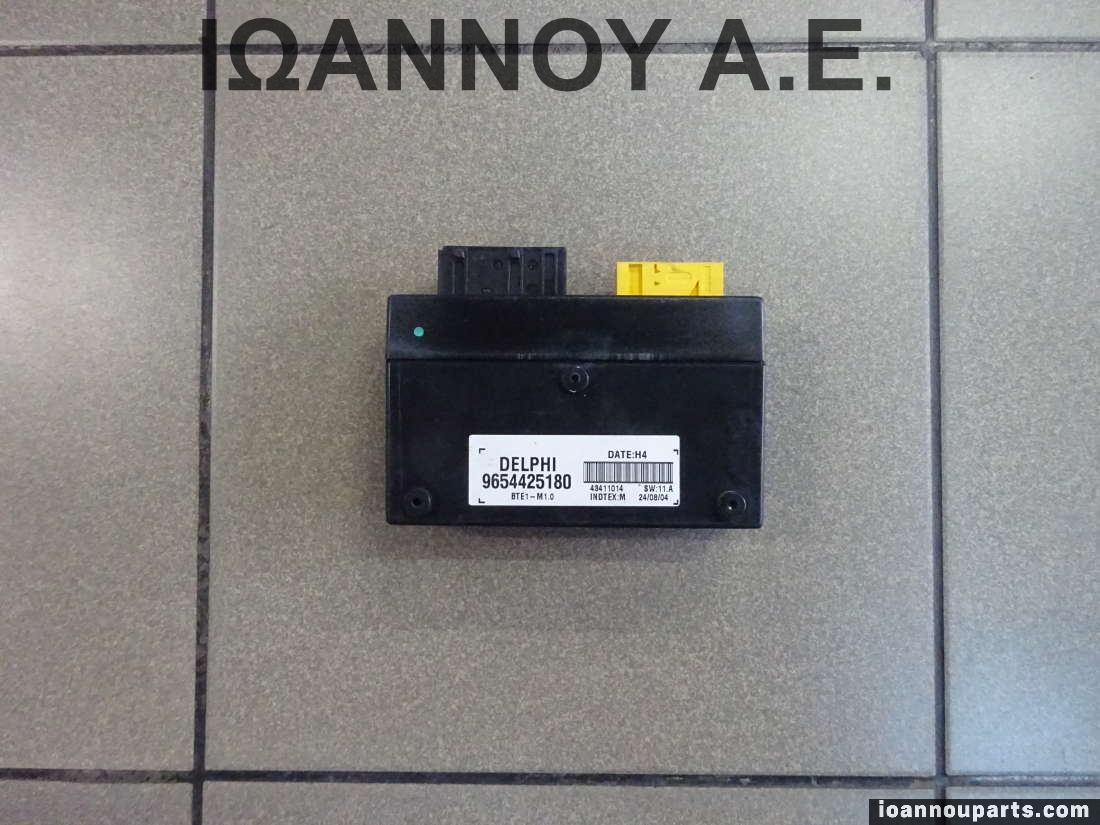 ΙΩΑΝΝΟΥ Α.Ε.
DELPHI
9654425180
BTE1-M1.0
DATE:H4
43411014 SW:11.A
INDTEX:M 24/08/04
ioannouparts.com